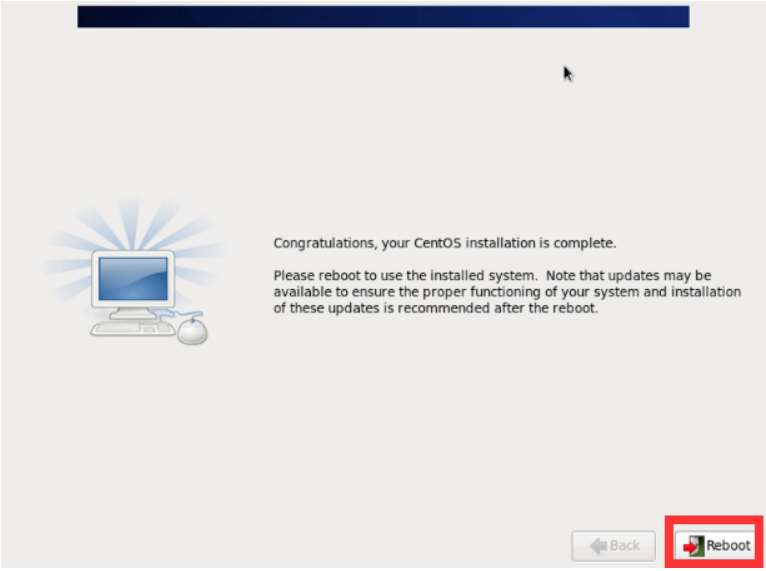 Congratulations, your CentOS installation is complete.
Please reboot to use the installed system.  Note that updates may be
available to ensure the proper functioning of your system and installation
of these updates is recommended after the reboot.
Back
Reboot